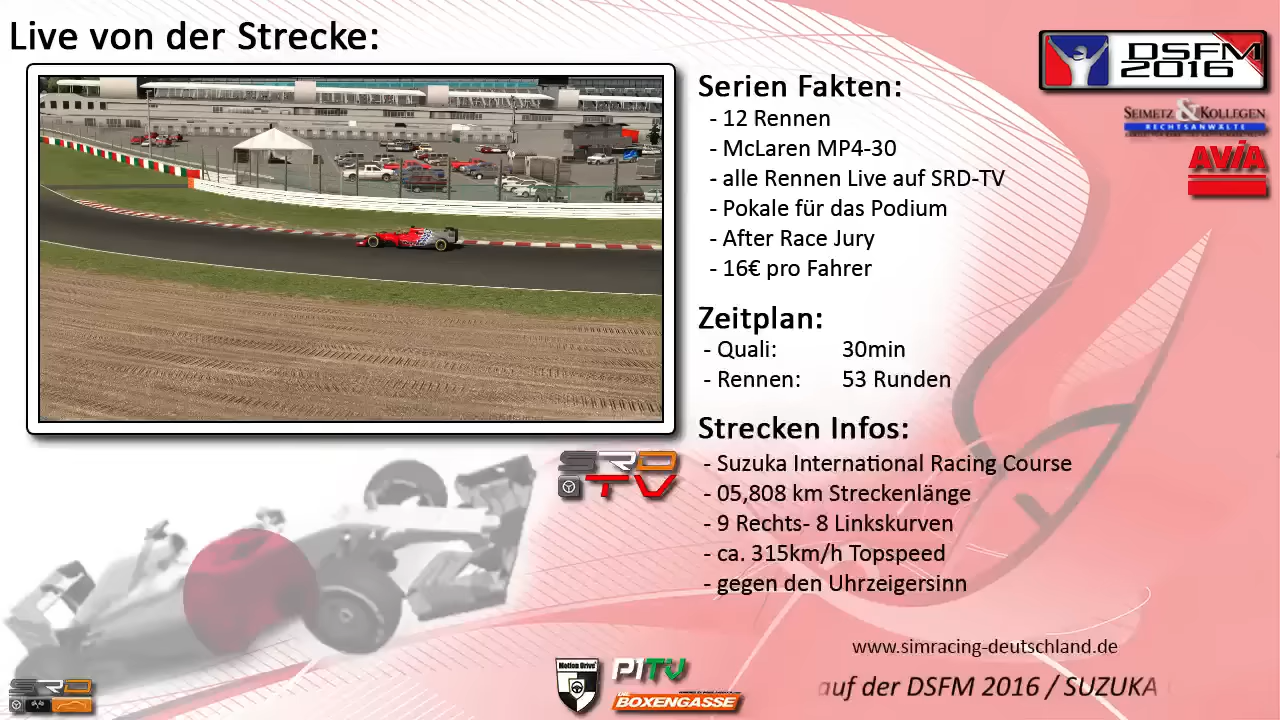 Live von der Strecke:
DSFM
2016
SEIMETZ & KOLLEGEN
RECHTSANWÄLTE
AVIA
Serien Fakten:
- 12 Rennen
- McLaren MP4-30
- alle Rennen Live auf SRD-TV
- Pokale für das Podium
- After Race Jury
- 16€ pro Fahrer
Zeitplan:
- Quali: 30min
- Rennen: 53 Runden
Strecken Infos:
- Suzuka International Racing Course
- 05,808 km Streckenlänge
- 9 Rechts- 8 Linkskurven
- ca. 315km/h Topspeed
- gegen den Uhrzeigersinn
SRD
TV
www.simracing-deutschland.de
auf der DSFM 2016 / SUZUKA
Motion Drive
P1TV
BOXENGASSE
SRD